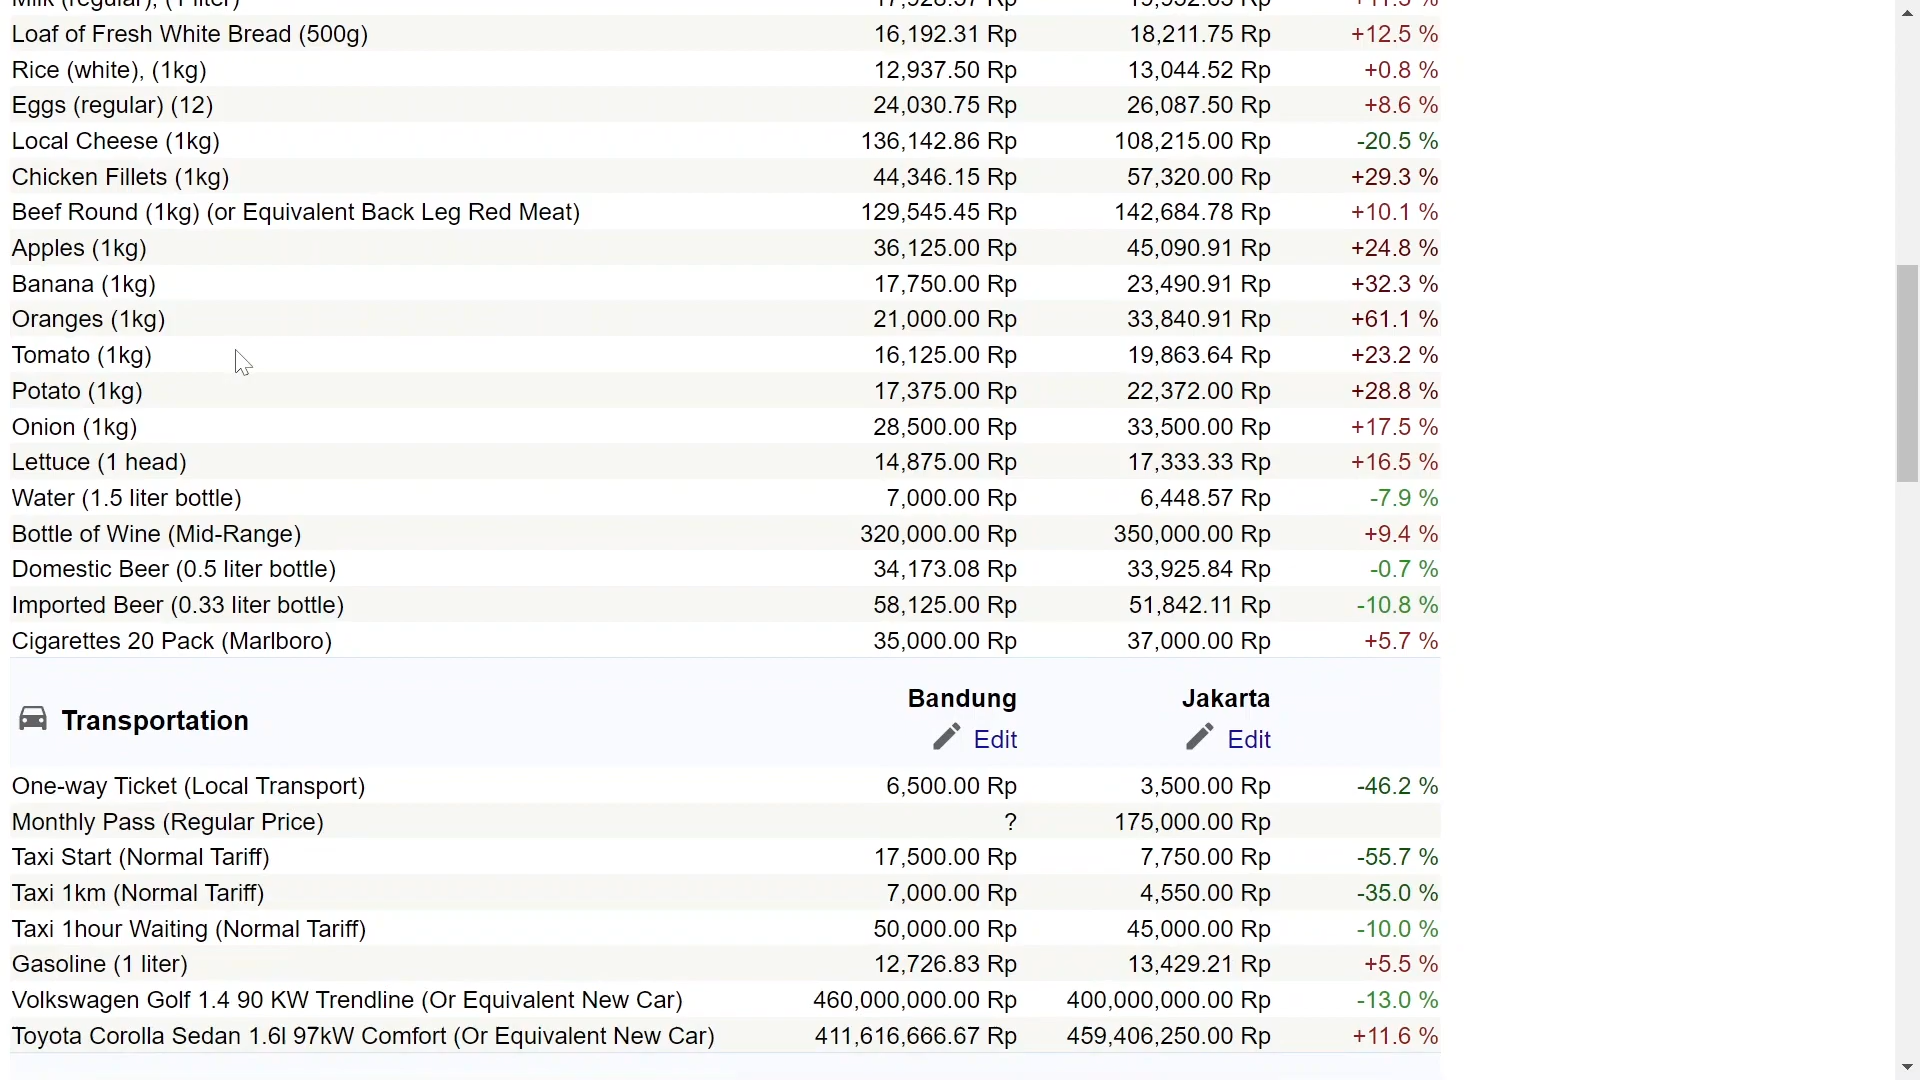 Milk (regular), (1 liter)
Loaf of Fresh White Bread (500g) 16,192.31 Rp 18,211.75 Rp +12.5 %
Rice (white), (1kg) 12,937.50 Rp 13,044.52 Rp +0.8 %
Eggs (regular) (12) 24,030.75 Rp 26,087.50 Rp +8.6 %
Local Cheese (1kg) 136,142.86 Rp 108,215.00 Rp -20.5 %
Chicken Fillets (1kg) 44,346.15 Rp 57,320.00 Rp +29.3 %
Beef Round (1kg) (or Equivalent Back Leg Red Meat) 129,545.45 Rp 142,684.78 Rp +10.1 %
Apples (1kg) 36,125.00 Rp 45,090.91 Rp +24.8 %
Banana (1kg) 17,750.00 Rp 23,490.91 Rp +32.3 %
Oranges (1kg) 21,000.00 Rp 33,840.91 Rp +61.1 %
Tomato (1kg) 16,125.00 Rp 19,863.64 Rp +23.2 %
Potato (1kg) 17,375.00 Rp 22,372.00 Rp +28.8 %
Onion (1kg) 28,500.00 Rp 33,500.00 Rp +17.5 %
Lettuce (1 head) 14,875.00 Rp 17,333.33 Rp +16.5 %
Water (1.5 liter bottle) 7,000.00 Rp 6,448.57 Rp -7.9 %
Bottle of Wine (Mid-Range) 320,000.00 Rp 350,000.00 Rp +9.4 %
Domestic Beer (0.5 liter bottle) 34,173.08 Rp 33,925.84 Rp -0.7 %
Imported Beer (0.33 liter bottle) 58,125.00 Rp 51,842.11 Rp -10.8 %
Cigarettes 20 Pack (Marlboro) 35,000.00 Rp 37,000.00 Rp +5.7 %
Bandung Jakarta
Transportation
Edit Edit
One-way Ticket (Local Transport) 6,500.00 Rp 3,500.00 Rp -46.2 %
Monthly Pass (Regular Price) ? 175,000.00 Rp
Taxi Start (Normal Tariff) 17,500.00 Rp 7,750.00 Rp -55.7 %
Taxi 1km (Normal Tariff) 7,000.00 Rp 4,550.00 Rp -35.0 %
Taxi 1hour Waiting (Normal Tariff) 50,000.00 Rp 45,000.00 Rp -10.0 %
Gasoline (1 liter) 12,726.83 Rp 13,429.21 Rp +5.5 %
Volkswagen Golf 1.4 90 KW Trendline (Or Equivalent New Car) 460,000,000.00 Rp 400,000,000.00 Rp -13.0 %
Toyota Corolla Sedan 1.6l 97kW Comfort (Or Equivalent New Car) 411,616,666.67 Rp 459,406,250.00 Rp +11.6 %